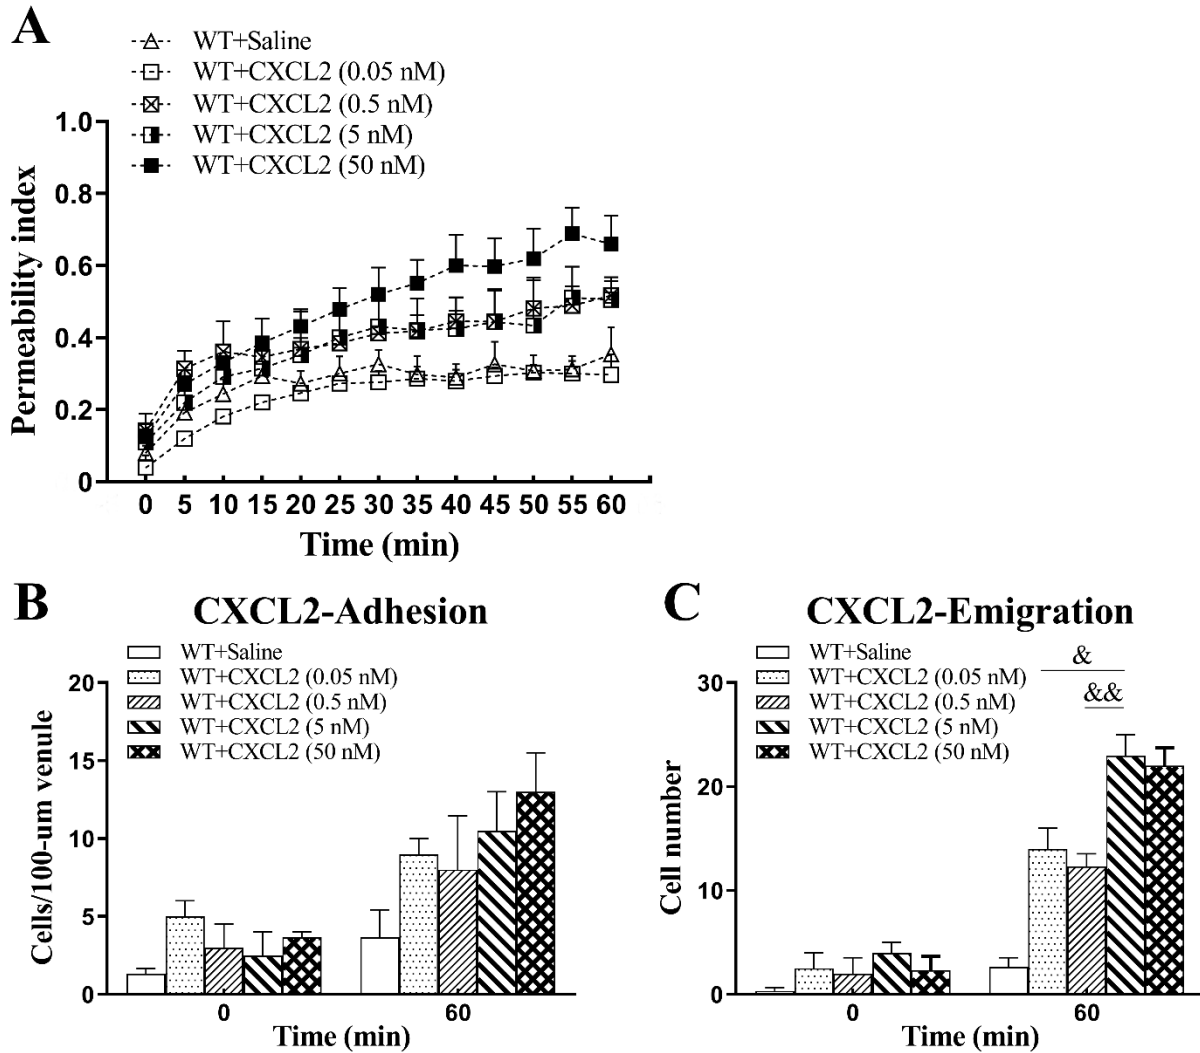 A
WT+Saline
WT+CXCL2 (0.05 nM)
WT+CXCL2 (0.5 nM)
WT+CXCL2 (5 nM)
WT+CXCL2 (50 nM)
Permeability index
1.0
0.8
0.6
0.4
0.2
0
0 5 10 15 20 25 30 35 40 45 50 55 60
Time (min)
B
CXCL2-Adhesion
WT+Saline
WT+CXCL2 (0.05 nM)
WT+CXCL2 (0.5 nM)
WT+CXCL2 (5 nM)
WT+CXCL2 (50 nM)
Cells/100-um venule
20
15
10
5
0
0 60
Time (min)
C
CXCL2-Emigration
WT+Saline
WT+CXCL2 (0.05 nM)
WT+CXCL2 (0.5 nM)
WT+CXCL2 (5 nM)
WT+CXCL2 (50 nM)
&
&&
Cell number
30
20
10
0
0 60
Time (min)